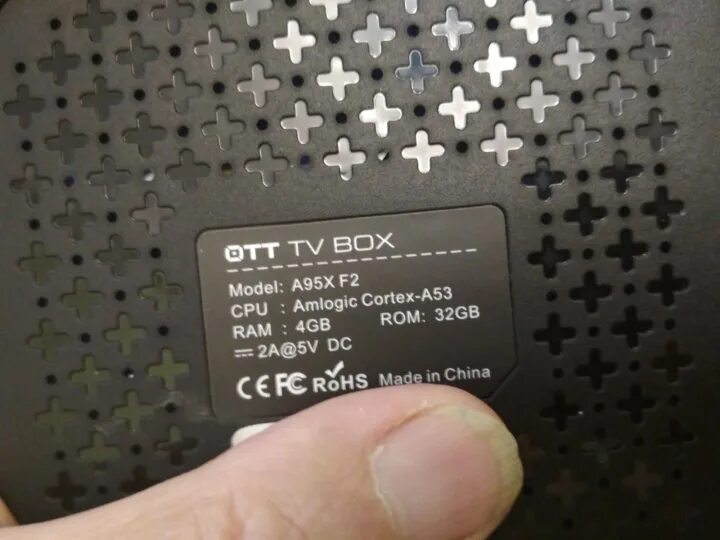 OTT TV BOX
Model: A95X F2
CPU : Amlogic Cortex-A53
RAM : 4GB ROM: 32GB
2A@5V DC
CE FC RoHS Made in China